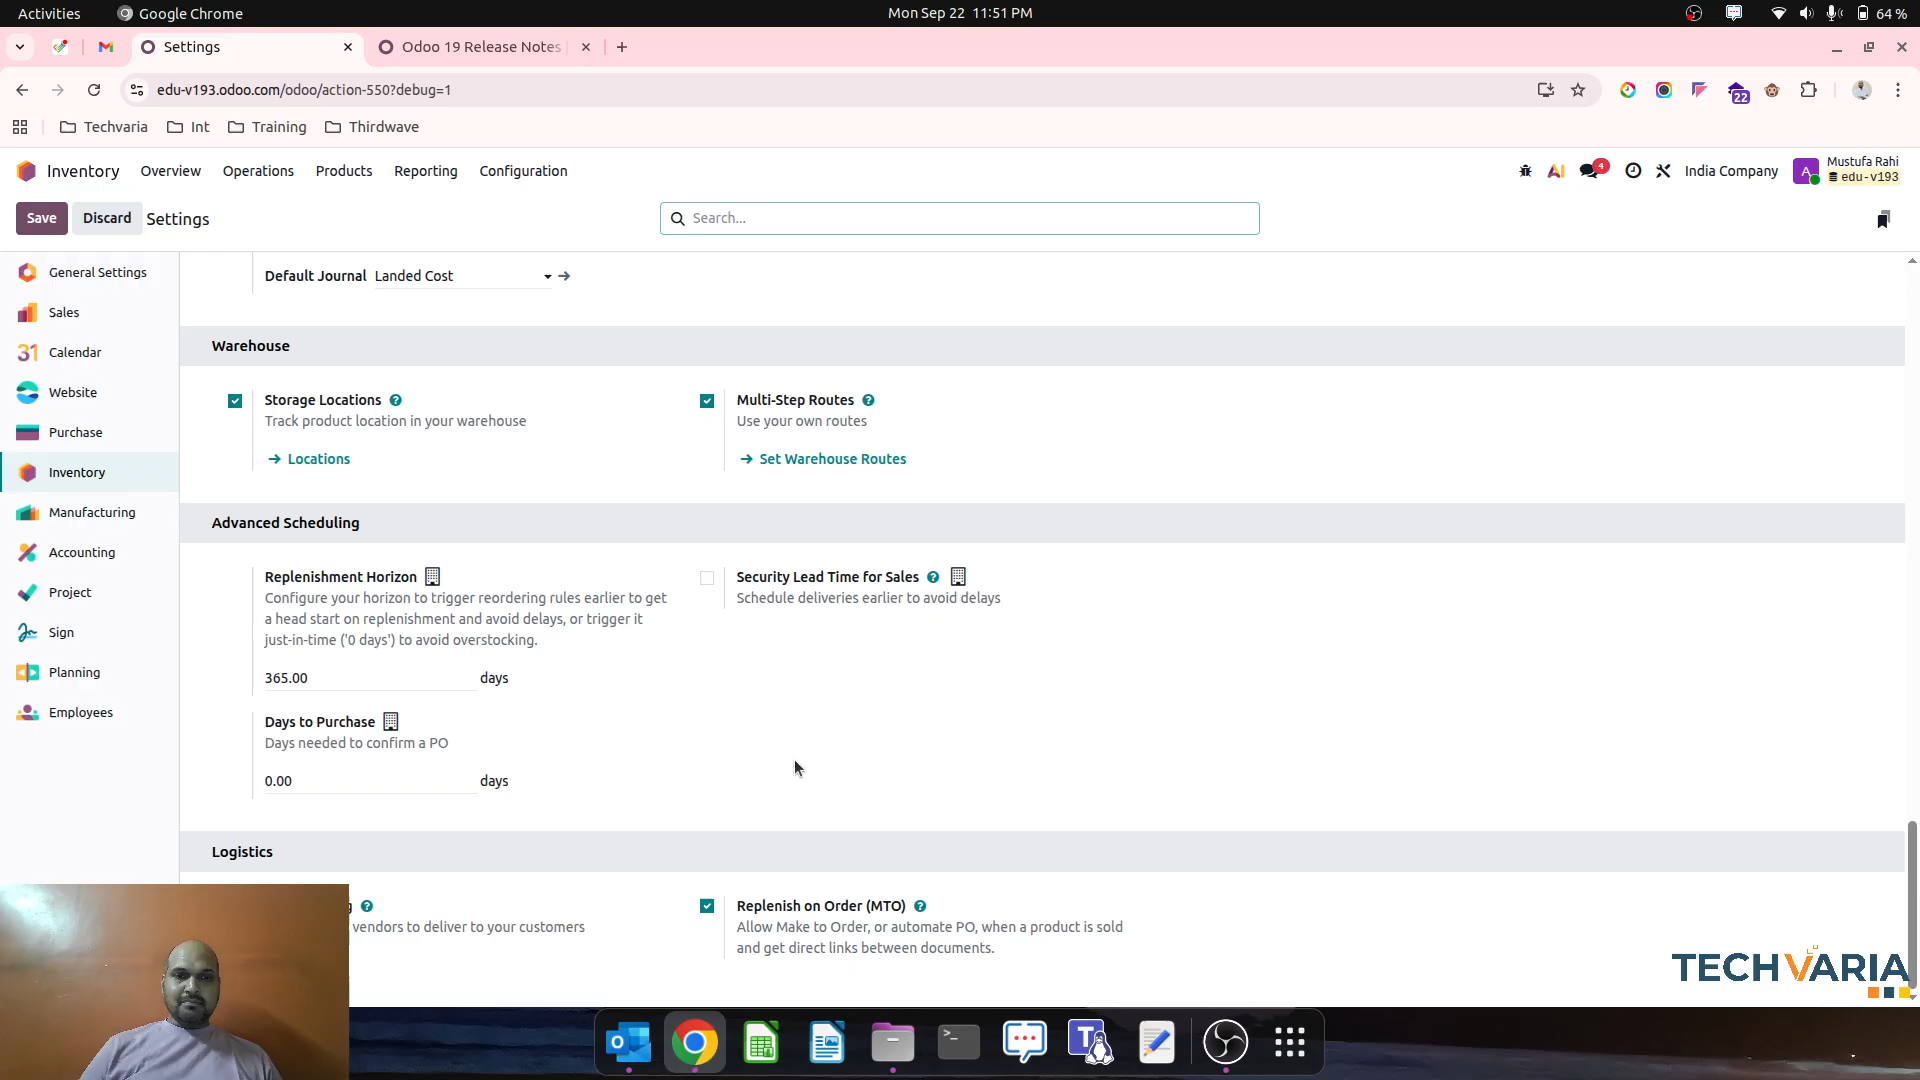 Activities
Google Chrome
Mon Sep 22 11:51 PM
64 %
Settings
Odoo 19 Release Notes
edu-v193.odoo.com/odoo/action-550?debug=1
22
Techvaria
Int
Training
Thirdwave
Inventory
Overview
Operations
Products
Reporting
Configuration
AI
4
India Company
A
Mustufa Rahi
edu-v193
Save
Discard
Settings
Search...
General Settings
Sales
31
Calendar
Website
Purchase
Inventory
Manufacturing
Accounting
Project
Sign
Planning
Employees
Default Journal Landed Cost
Warehouse
Storage Locations ?
Track product location in your warehouse
Locations
Multi-Step Routes ?
Use your own routes
Set Warehouse Routes
Advanced Scheduling
Replenishment Horizon
Configure your horizon to trigger reordering rules earlier to get
a head start on replenishment and avoid delays, or trigger it
just-in-time ('0 days') to avoid overstocking.
365.00 days
Security Lead Time for Sales ?
Schedule deliveries earlier to avoid delays
Days to Purchase
Days needed to confirm a PO
0.00 days
Logistics
?
vendors to deliver to your customers
Replenish on Order (MTO) ?
Allow Make to Order, or automate PO, when a product is sold
and get direct links between documents.
TECHVARIA